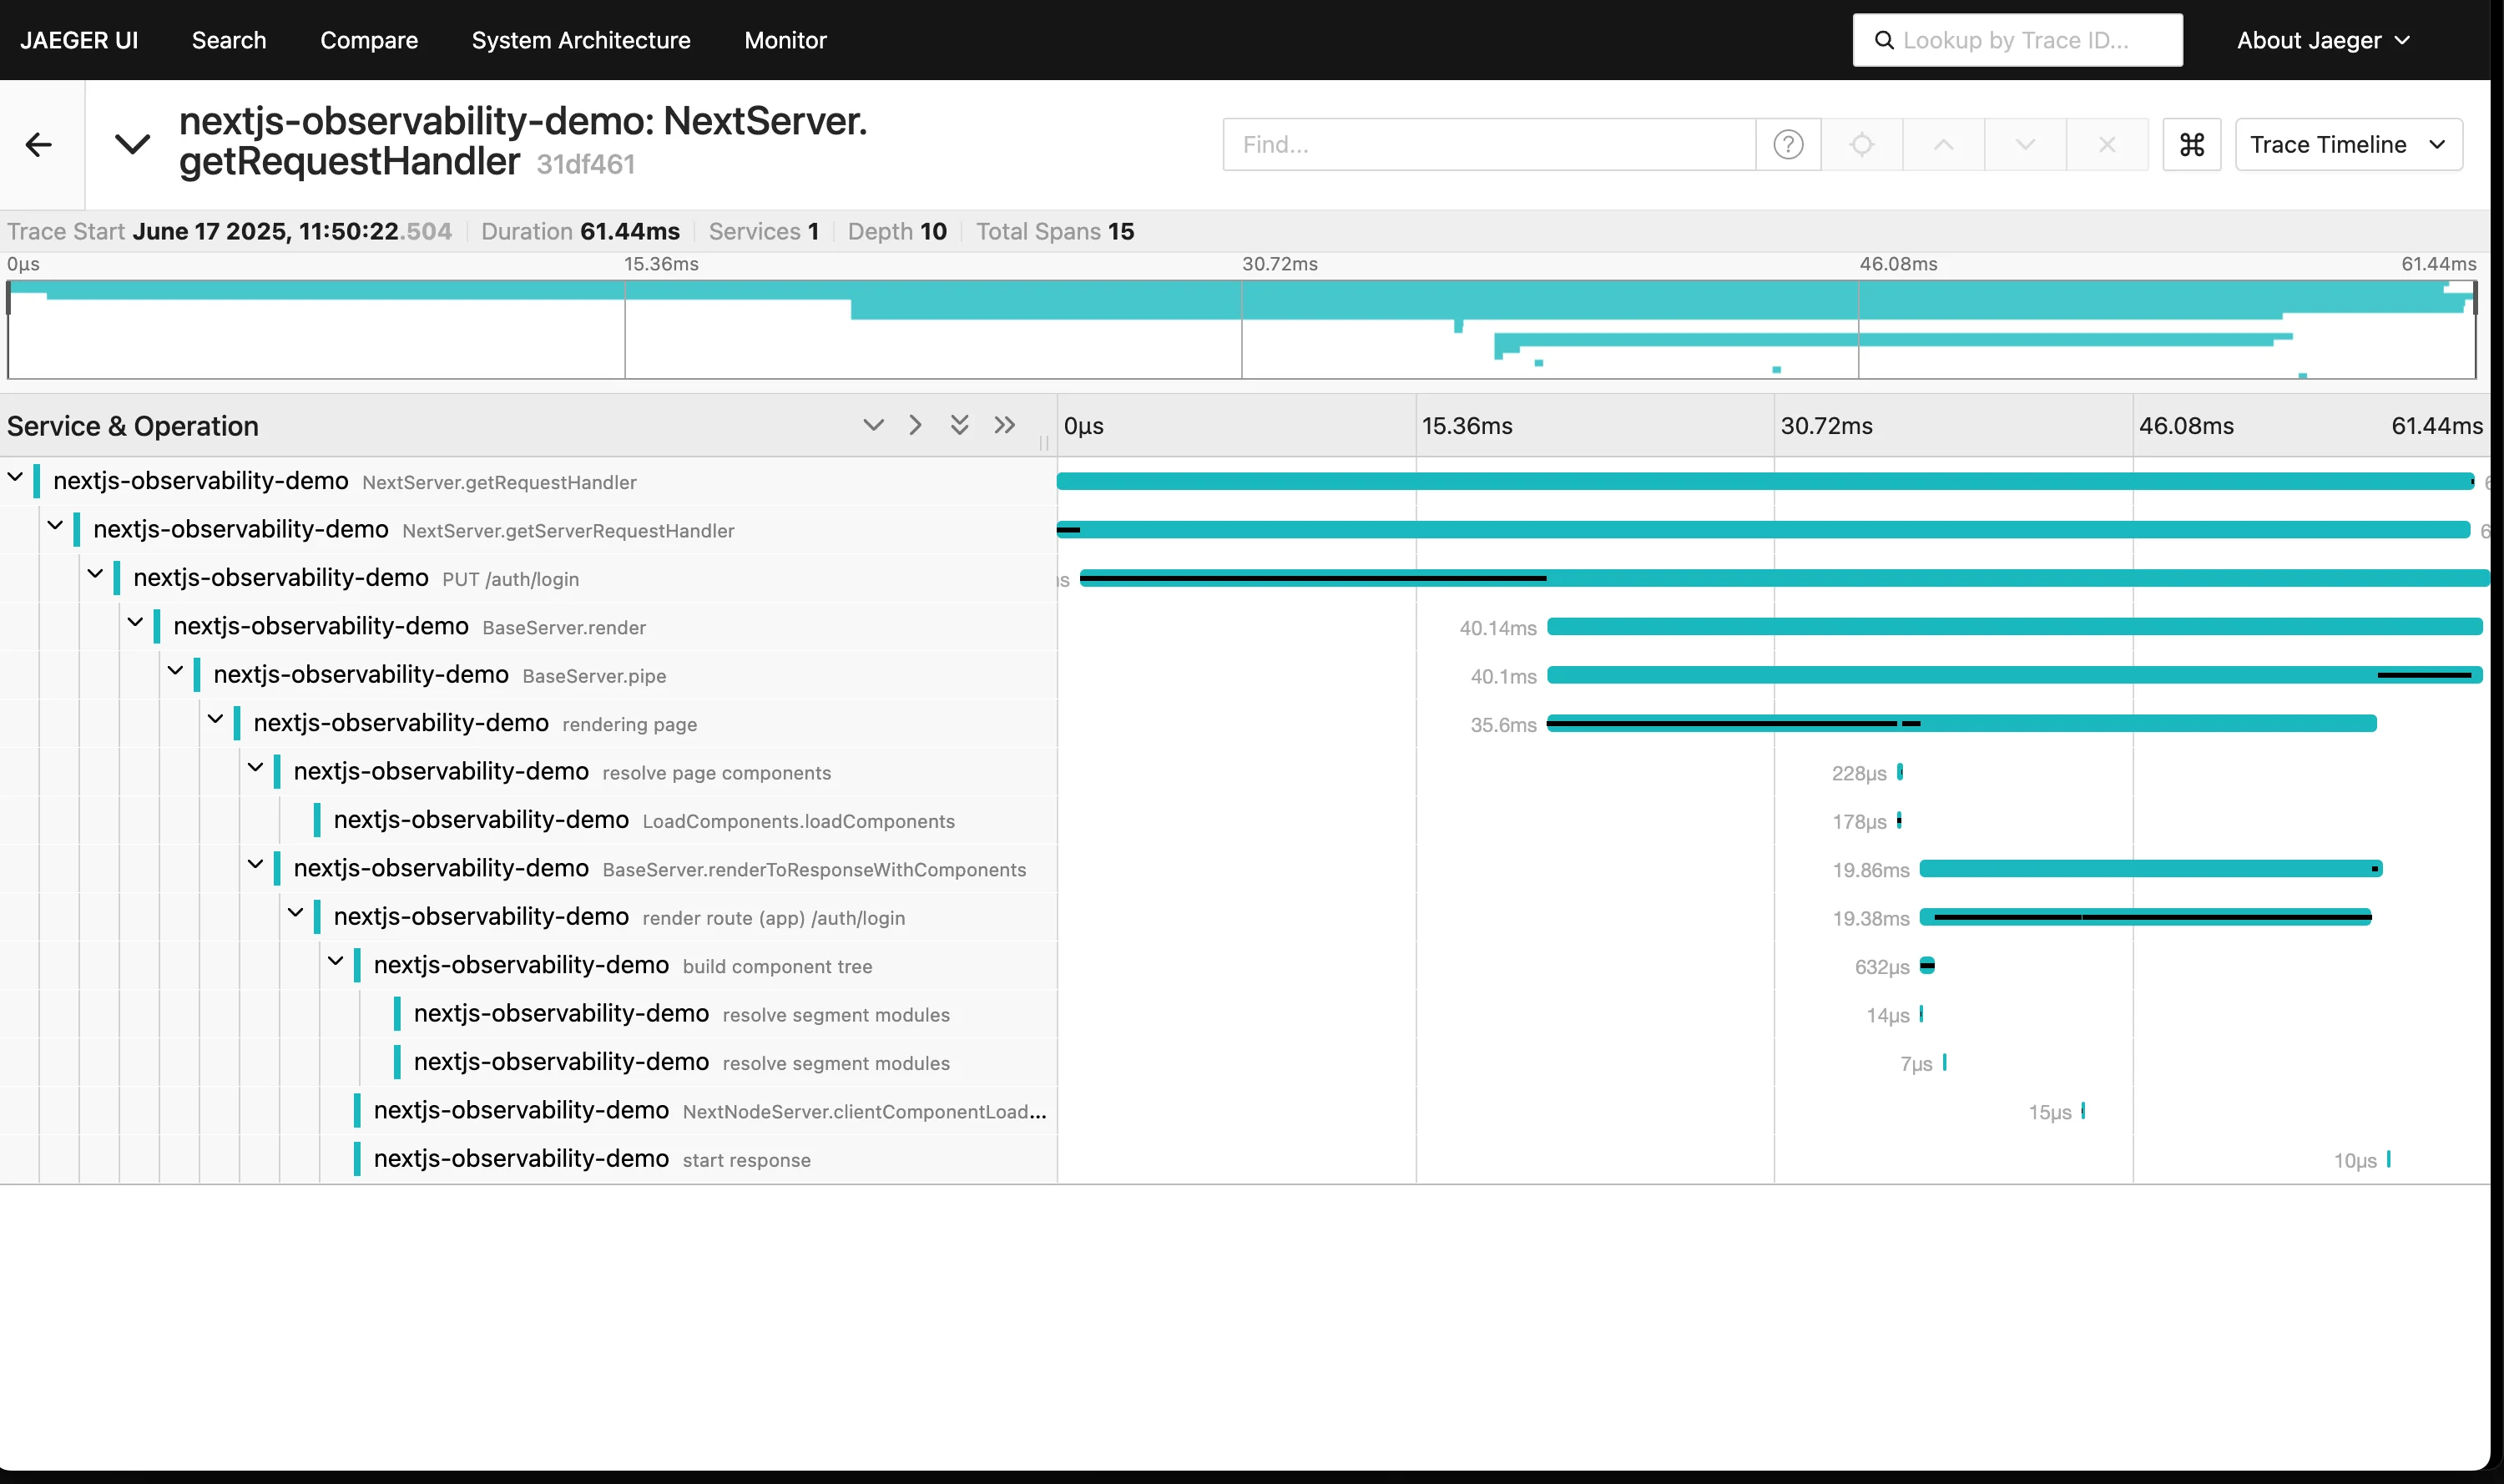 JAEGER UI Search Compare System Architecture Monitor Lookup by Trace ID... About Jaeger
nextjs-observability-demo: NextServer.
getRequestHandler 31df461
Find... ? ⌘ Trace Timeline
Trace Start June 17 2025, 11:50:22.504 Duration 61.44ms Services 1 Depth 10 Total Spans 15
0μs 15.36ms 30.72ms 46.08ms 61.44ms
Service & Operation 0μs 15.36ms 30.72ms 46.08ms 61.44ms
nextjs-observability-demo NextServer.getRequestHandler
nextjs-observability-demo NextServer.getServerRequestHandler
nextjs-observability-demo PUT /auth/login
nextjs-observability-demo BaseServer.render 40.14ms
nextjs-observability-demo BaseServer.pipe 40.1ms
nextjs-observability-demo rendering page 35.6ms
nextjs-observability-demo resolve page components 228μs
nextjs-observability-demo LoadComponents.loadComponents 178μs
nextjs-observability-demo BaseServer.renderToResponseWithComponents 19.86ms
nextjs-observability-demo render route (app) /auth/login 19.38ms
nextjs-observability-demo build component tree 632μs
nextjs-observability-demo resolve segment modules 14μs
nextjs-observability-demo resolve segment modules 7μs
nextjs-observability-demo NextNodeServer.clientComponentLoad... 15μs
nextjs-observability-demo start response 10μs